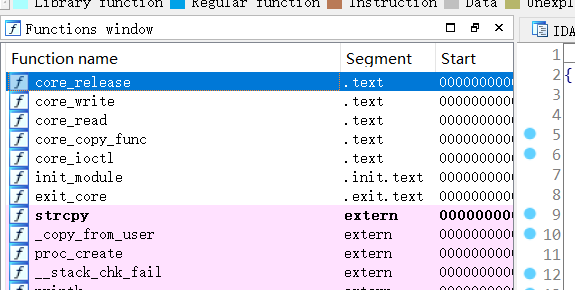 Library function Regular function Instruction Data Unexpl
Functions window
IDA
Function name Segment Start
core_release .text 0000000000
core_write .text 0000000000
core_read .text 0000000000
core_copy_func .text 0000000000
core_ioctl .text 0000000000
init_module .init.text 0000000000
exit_core .exit.text 0000000000
strcpy extern 0000000000
_copy_from_user extern 0000000000
proc_create extern 0000000000
__stack_chk_fail extern 0000000000
1
2 {
3
4
5
6
7
8
9
10
11
12